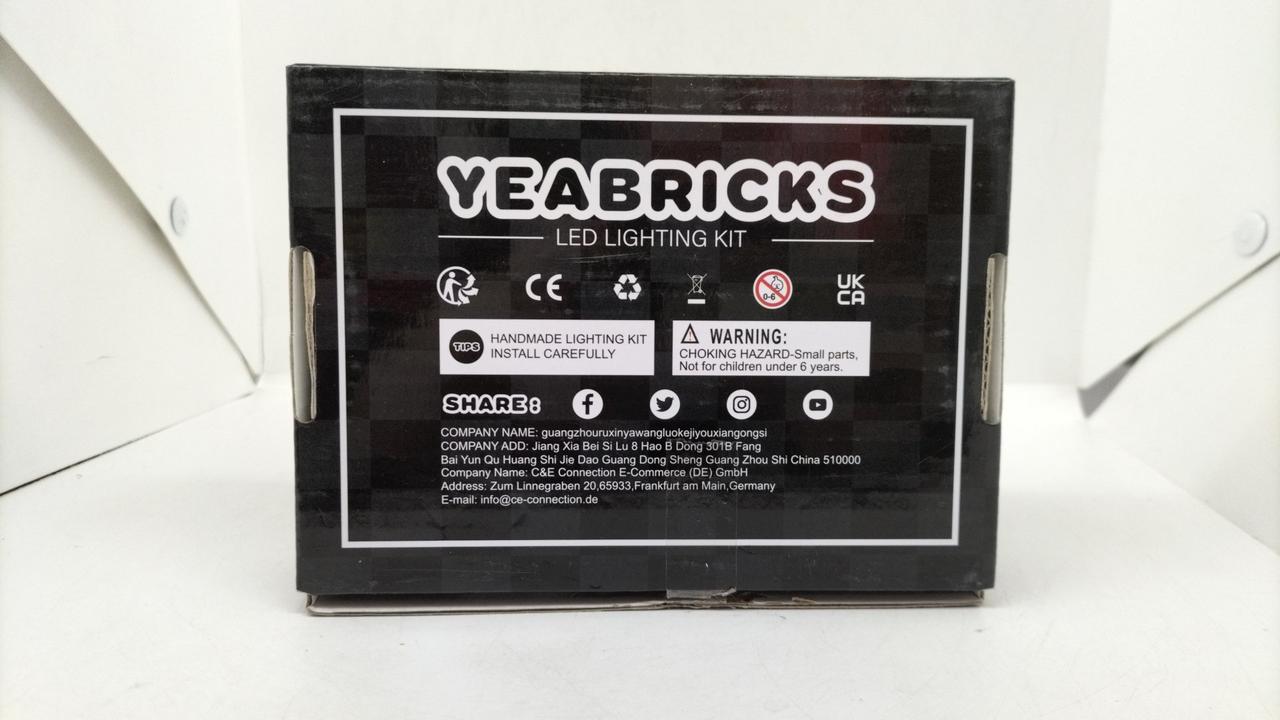 YEABRICKS
LED LIGHTING KIT
CE
0-6
UK
CA
TIPS
HANDMADE LIGHTING KIT
INSTALL CAREFULLY
WARNING:
CHOKING HAZARD-Small parts,
Not for children under 6 years.
SHARE:
COMPANY NAME: guangzhouruxinyawangluokejiyouxiangongsi
COMPANY ADD: Jiang Xia Bei Si Lu 8 Hao B Dong 301B Fang
Bai Yun Qu Huang Shi Jie Dao Guang Dong Sheng Guang Zhou Shi China 510000
Company Name: C&E Connection E-Commerce (DE) GmbH
Address: Zum Linnegraben 20,65933,Frankfurt am Main,Germany
E-mail: info@ce-connection.de